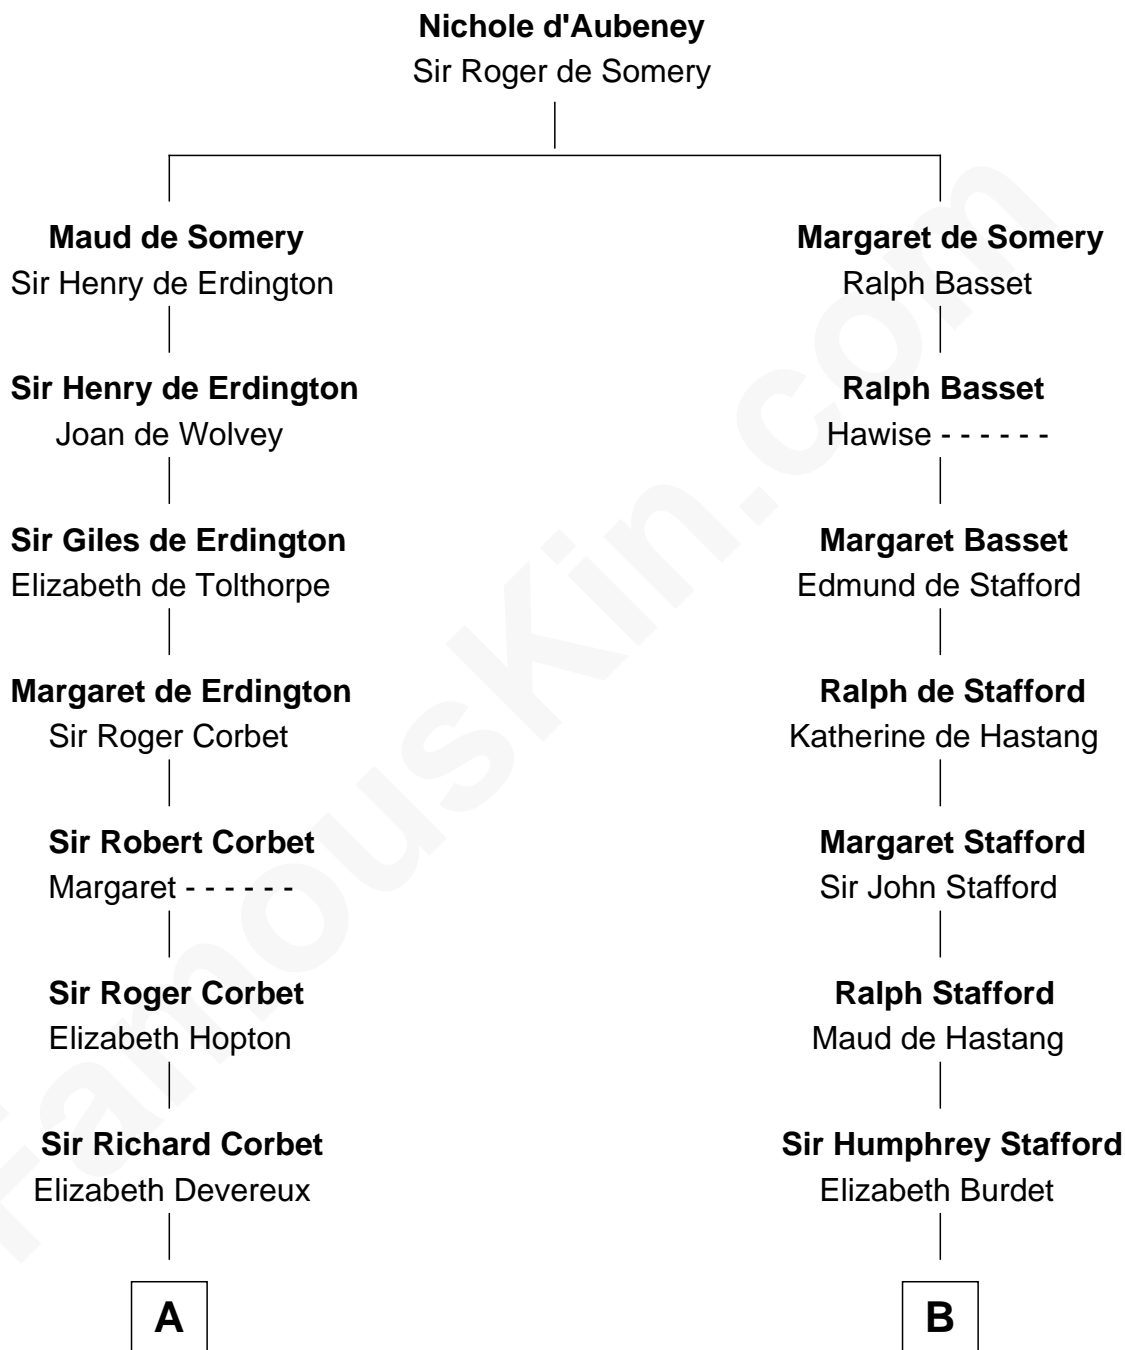 Nichole d'Aubeney
Sir Roger de Somery
Maud de Somery
Sir Henry de Erdington
Margaret de Somery
Ralph Basset
Sir Henry de Erdington
Joan de Wolvey
Ralph Basset
Hawise - - - - - -
Sir Giles de Erdington
Elizabeth de Tolthorpe
Margaret Basset
Edmund de Stafford
Margaret de Erdington
Sir Roger Corbet
Ralph de Stafford
Katherine de Hastang
Sir Robert Corbet
Margaret - - - - - -
Margaret Stafford
Sir John Stafford
Sir Roger Corbet
Elizabeth Hopton
Ralph Stafford
Maud de Hastang
Sir Richard Corbet
Elizabeth Devereux
Sir Humphrey Stafford
Elizabeth Burdet
A
B
FamousKin.com